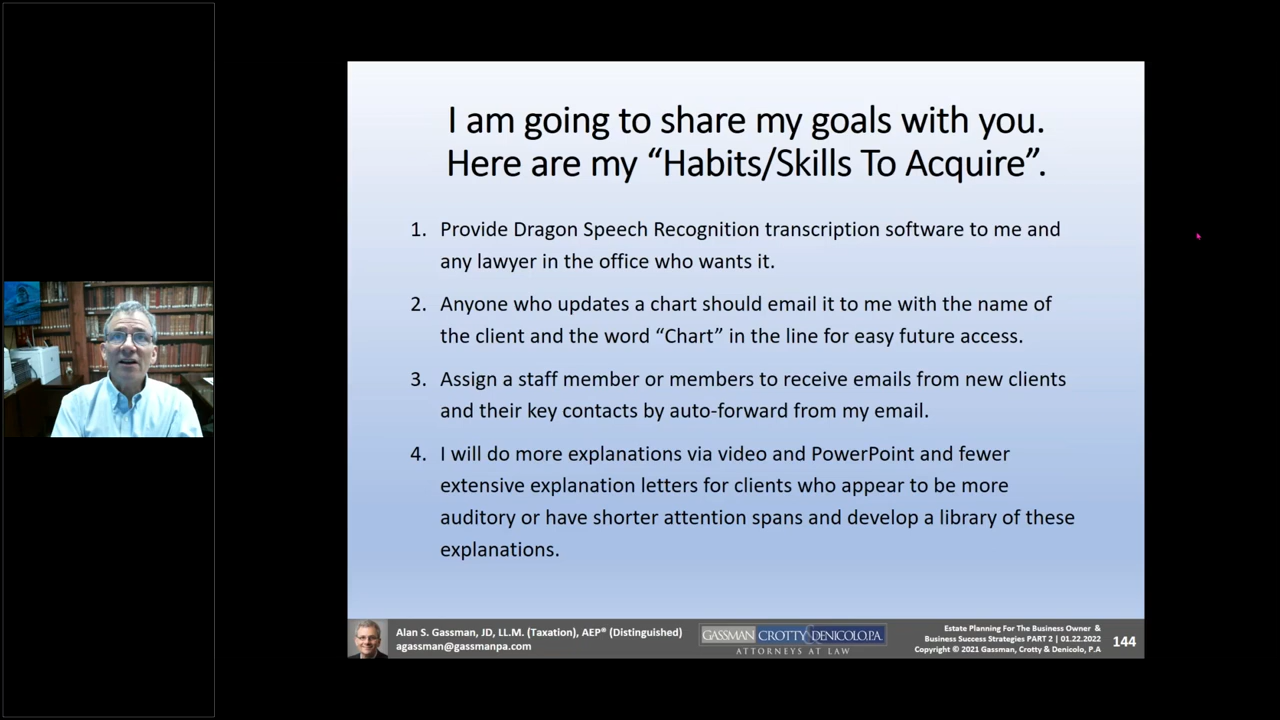 I am going to share my goals with you.
Here are my “Habits/Skills To Acquire”.
1. Provide Dragon Speech Recognition transcription software to me and
any lawyer in the office who wants it.
2. Anyone who updates a chart should email it to me with the name of
the client and the word “Chart” in the line for easy future access.
3. Assign a staff member or members to receive emails from new clients
and their key contacts by auto-forward from my email.
4. I will do more explanations via video and PowerPoint and fewer
extensive explanation letters for clients who appear to be more
auditory or have shorter attention spans and develop a library of these
explanations.
Alan S. Gassman, JD, LL.M. (Taxation), AEP® (Distinguished)
agassman@gassmanpa.com
GASSMAN CROTTY & DENICOLO, P.A.
ATTORNEYS AT LAW
Estate Planning For The Business Owner &
Business Success Strategies PART 2 | 01.22.2022
Copyright © 2021 Gassman, Crotty & Denicolo, P.A
144